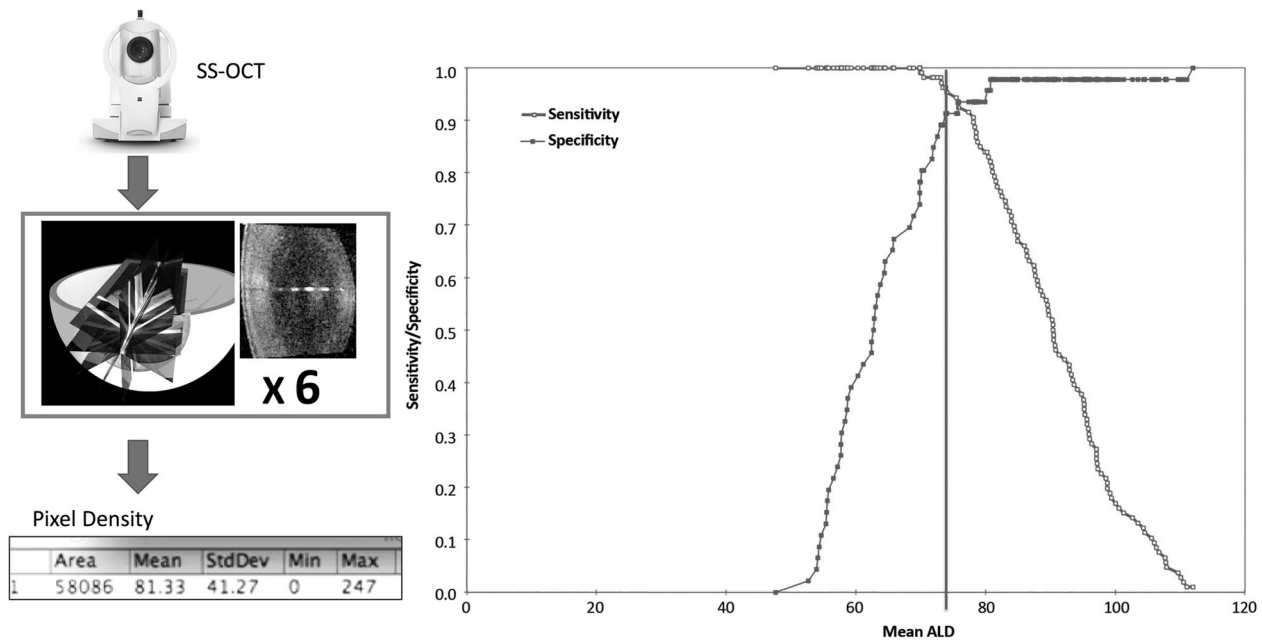 SS-OCT
X 6
Pixel Density
Area Mean StdDev Min Max
1 58086 81.33 41.27 0 247
Sensitivity/Specificity
1.0
0.9
0.8
0.7
0.6
0.5
0.4
0.3
0.2
0.1
0.0
Sensitivity
Specificity
0 20 40 60 80 100 120
Mean ALD